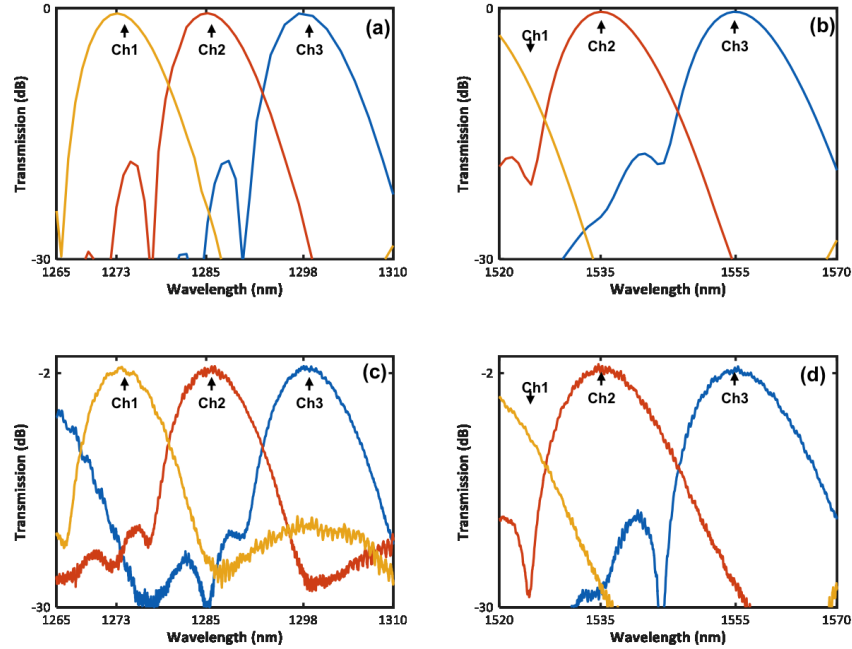 0
(a)
Ch1
Ch2
Ch3
Transmission (dB)
-30
1265
1273
1285
1298
1310
Wavelength (nm)
0
(b)
Ch1
Ch2
Ch3
Transmission (dB)
-30
1520
1535
1555
1570
Wavelength (nm)
-2
(c)
Ch1
Ch2
Ch3
Transmission (dB)
-30
1265
1273
1285
1298
1310
Wavelength (nm)
-2
(d)
Ch1
Ch2
Ch3
Transmission (dB)
-30
1520
1535
1555
1570
Wavelength (nm)